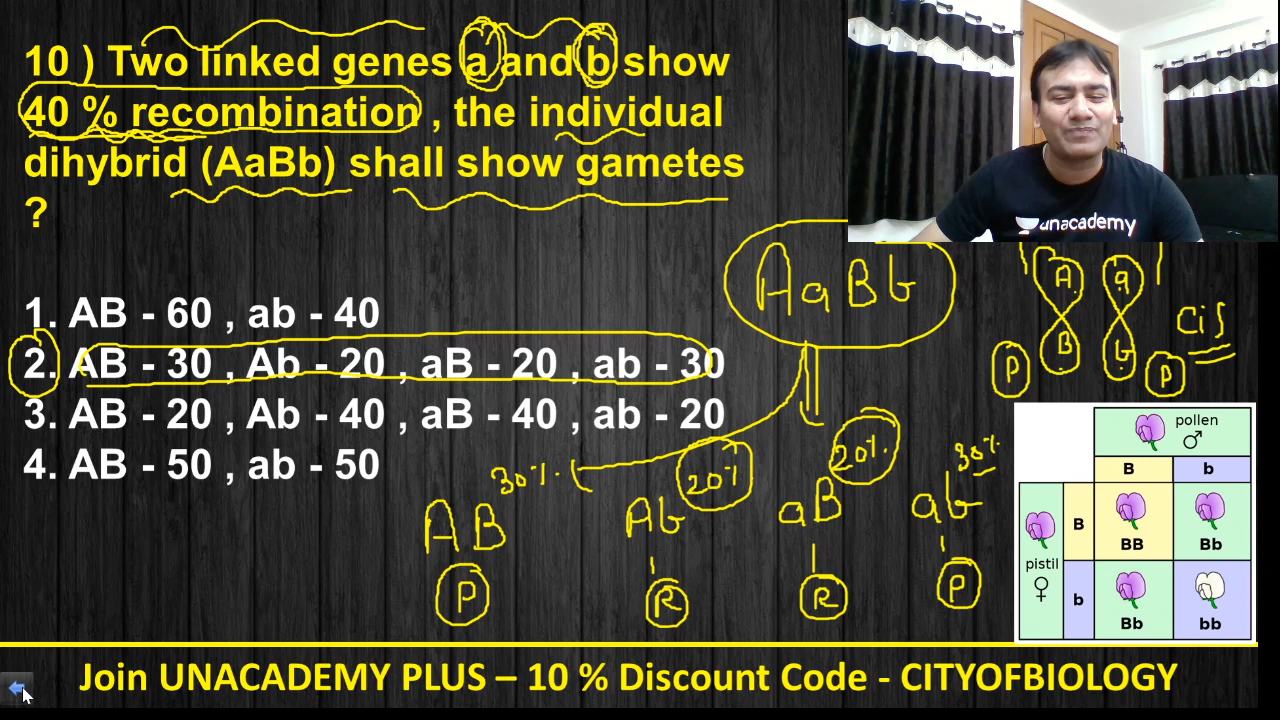 10 ) Two linked genes a and b show
40 % recombination , the individual
dihybrid (AaBb) shall show gametes
?
1. AB - 60 , ab - 40
2. AB - 30 , Ab - 20 , aB - 20 , ab - 30
3. AB - 20 , Ab - 40 , aB - 40 , ab - 20
4. AB - 50 , ab - 50
unacademy
AaBb
A a
B b
cis
P P
30% 20% 20% 30%
AB Ab aB ab
P R R P
pollen
♂
B b
pistil
♀
B
BB Bb
b
Bb bb
Join UNACADEMY PLUS – 10 % Discount Code - CITYOFBIOLOGY